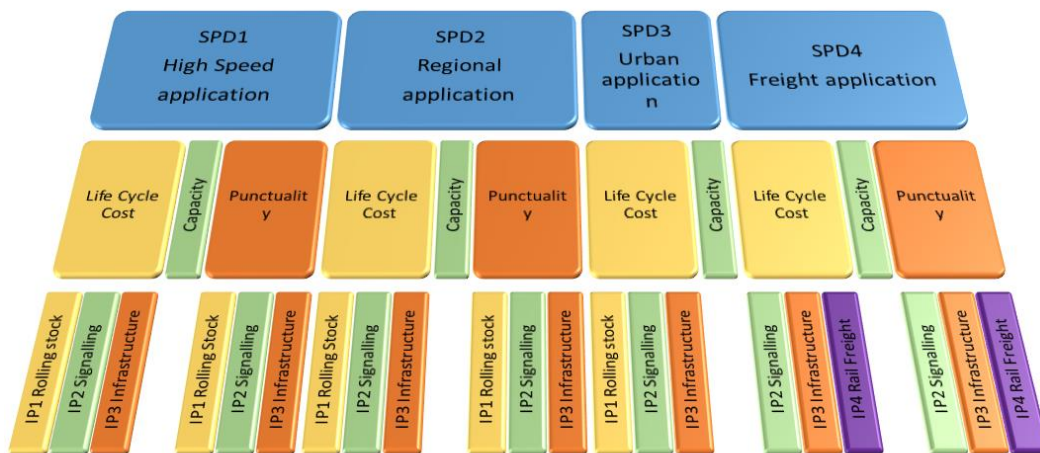 SPD1
High Speed
application
SPD2
Regional
application
SPD3
Urban
applicatio
n
SPD4
Freight application
Life Cycle
Cost
Capacity
Punctualit
y
Life Cycle
Cost
Capacity
Punctualit
y
Life Cycle
Cost
Capacity
Life Cycle
Cost
Capacity
Punctualit
y
IP1 Rolling stock
IP2 Signalling
IP3 Infrastructure
IP1 Rolling stock
IP2 Signalling
IP3 Infrastructure
IP1 Rolling stock
IP2 Signalling
IP3 Infrastructure
IP1 Rolling stock
IP2 Signalling
IP3 Infrastructure
IP1 Rolling stock
IP2 Signalling
IP3 Infrastructure
IP2 Signalling
IP3 Infrastructure
IP4 Rail Freight
IP2 Signalling
IP3 Infrastructure
IP4 Rail Freight